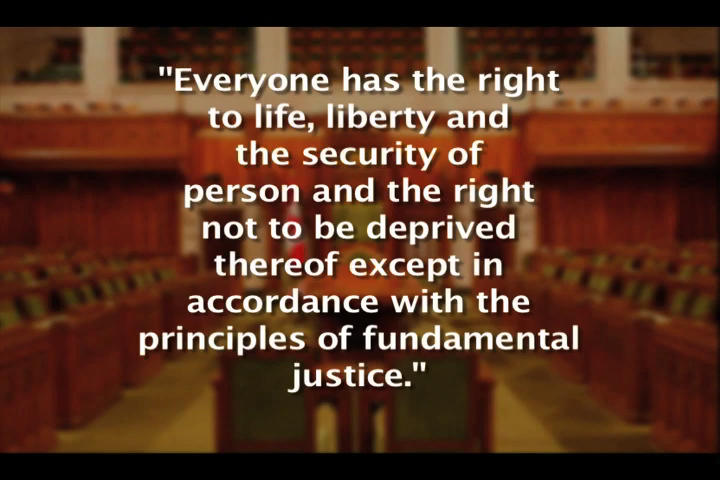 "Everyone has the right
to life, liberty and
the security of
person and the right
not to be deprived
thereof except in
accordance with the
principles of fundamental
justice."